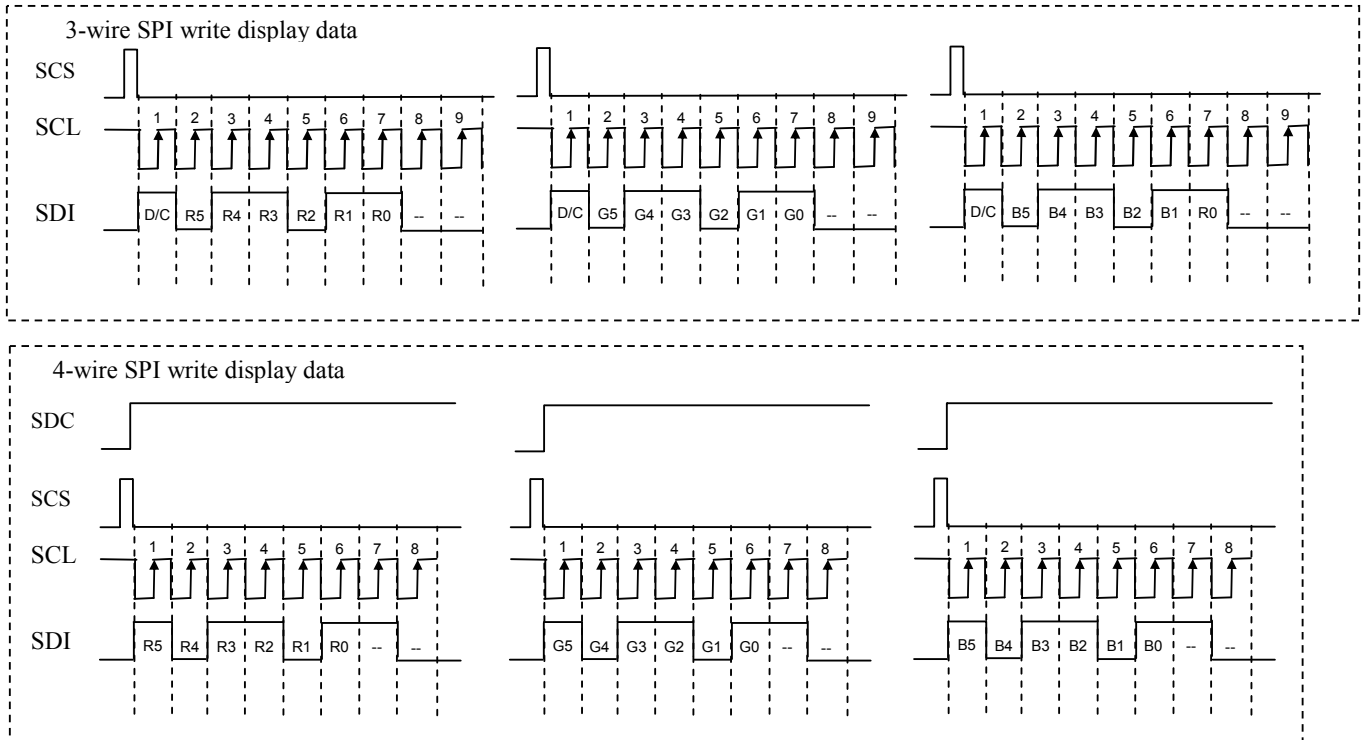 3-wire SPI write display data
SCS
SCL 1 2 3 4 5 6 7 8 9 1 2 3 4 5 6 7 8 9 1 2 3 4 5 6 7 8 9
SDI D/C R5 R4 R3 R2 R1 R0 -- -- D/C G5 G4 G3 G2 G1 G0 -- -- D/C B5 B4 B3 B2 B1 R0 -- --
4-wire SPI write display data
SDC
SCS
SCL 1 2 3 4 5 6 7 8 1 2 3 4 5 6 7 8 1 2 3 4 5 6 7 8
SDI R5 R4 R3 R2 R1 R0 -- -- G5 G4 G3 G2 G1 G0 -- -- B5 B4 B3 B2 B1 B0 -- --